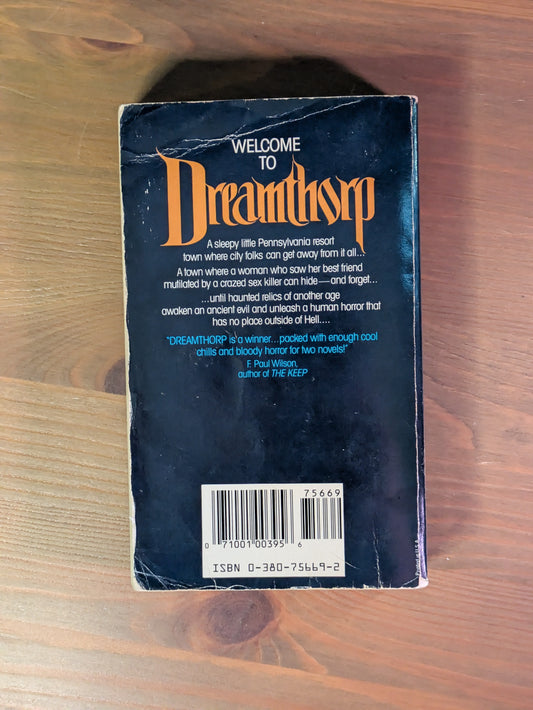 WELCOME
TO
Dreamthorp
A sleepy little Pennsylvania resort
town where city folks can get away from it all...
A town where a woman who saw her best friend
mutilated by a crazed sex killer can hide—and forget...
...until haunted relics of another age
awaken an ancient evil and unleash a human horror that
has no place outside of Hell....
"DREAMTHORP is a winner...packed with enough cool
chills and bloody horror for two novels!"
F. Paul Wilson,
author of THE KEEP
75669
0 71001 00395 6
ISBN 0-380-75669-2